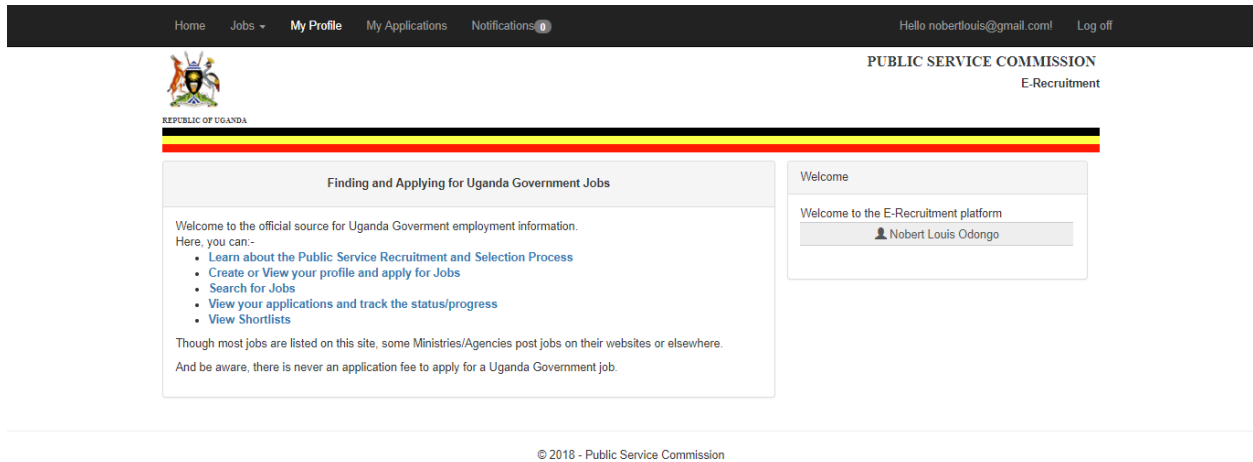 Home Jobs My Profile My Applications Notifications 0 Hello nobertlouis@gmail.com! Log off
REPUBLIC OF UGANDA
PUBLIC SERVICE COMMISSION
E-Recruitment
Finding and Applying for Uganda Government Jobs
Welcome to the official source for Uganda Goverment employment information.
Here, you can:-
• Learn about the Public Service Recruitment and Selection Process
• Create or View your profile and apply for Jobs
• Search for Jobs
• View your applications and track the status/progress
• View Shortlists
Though most jobs are listed on this site, some Ministries/Agencies post jobs on their websites or elsewhere.
And be aware, there is never an application fee to apply for a Uganda Government job.
Welcome
Welcome to the E-Recruitment platform
Nobert Louis Odongo
© 2018 - Public Service Commission